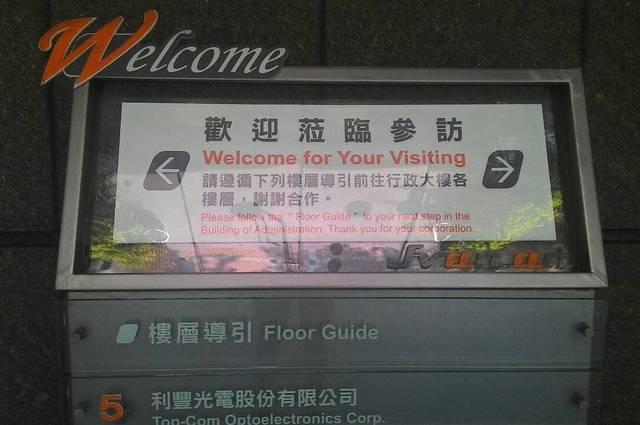 Welcome
歡迎蒞臨參訪
Welcome for Your Visiting
請遵循下列樓層導引前往行政大樓各
樓層，謝謝合作。
Please follow the "Floor Guide" to your next step in the
Building of Administration. Thank you for your corporation.
樓層導引 Floor Guide
5 利豐光電股份有限公司
Top-Com Optoelectronics Corp.